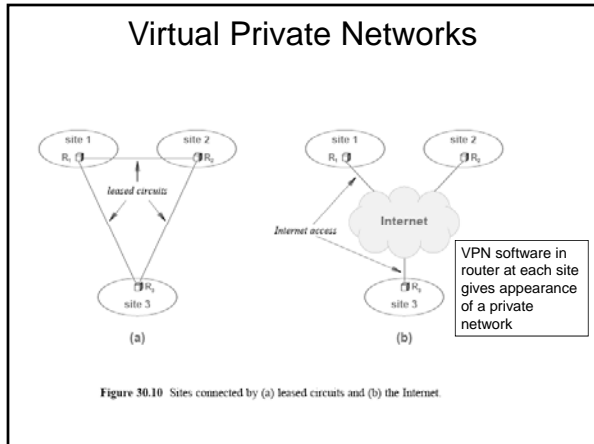 Virtual Private Networks
site 1
site 2
R₁
R₂
leased circuits
R₃
site 3
(a)
site 1
site 2
R₁
R₂
Internet
Internet access
R₃
site 3
(b)
VPN software in
router at each site
gives appearance
of a private
network
Figure 30.10 Sites connected by (a) leased circuits and (b) the Internet.